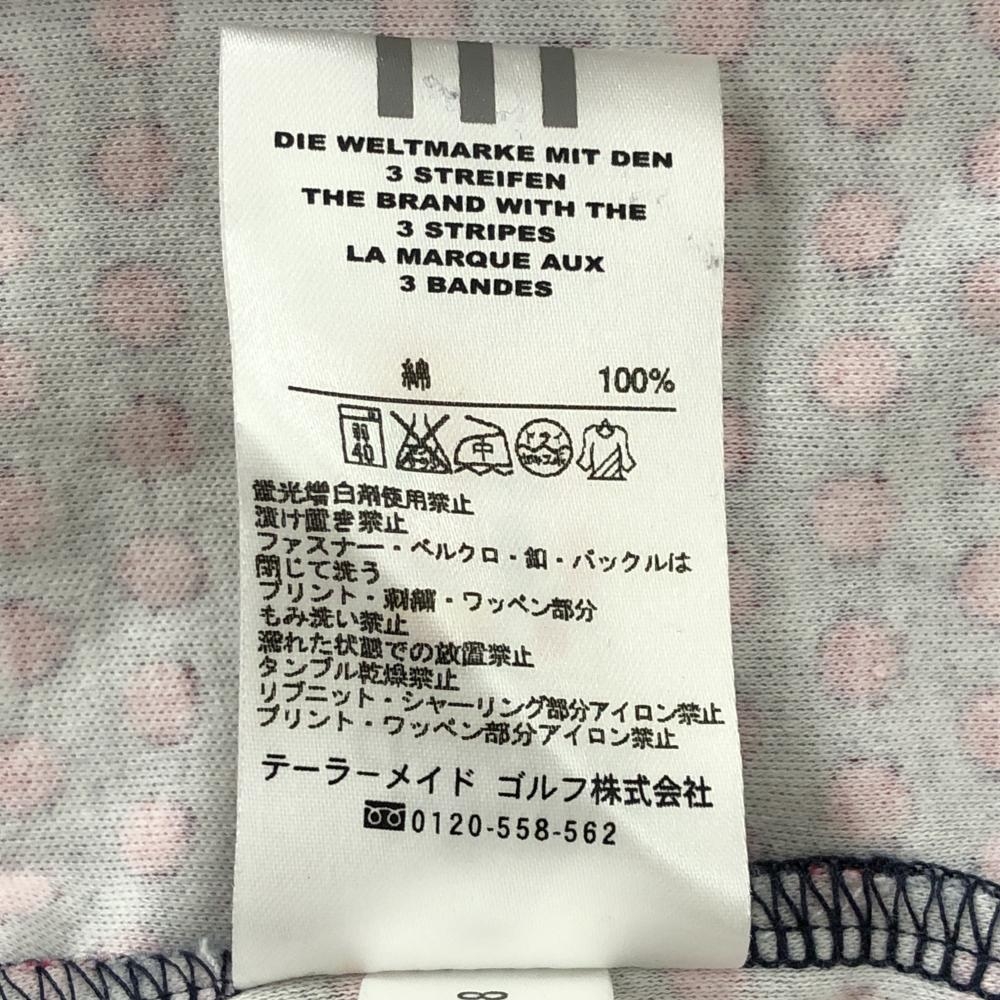 DIE WELTMARKE MIT DEN
3 STREIFEN
THE BRAND WITH THE
3 STRIPES
LA MARQUE AUX
3 BANDES
綿 100%
弱 40 中
蛍光増白剤使用禁止
漬け置き禁止
ファスナー・ベルクロ・釦・バックルは
閉じて洗う
プリント・刺繍・ワッペン部分
もみ洗い禁止
濡れた状態での放置禁止
タンブル乾燥禁止
リブニット・シャーリング部分アイロン禁止
プリント・ワッペン部分アイロン禁止
テーラーメイド ゴルフ株式会社
0120-558-562
8